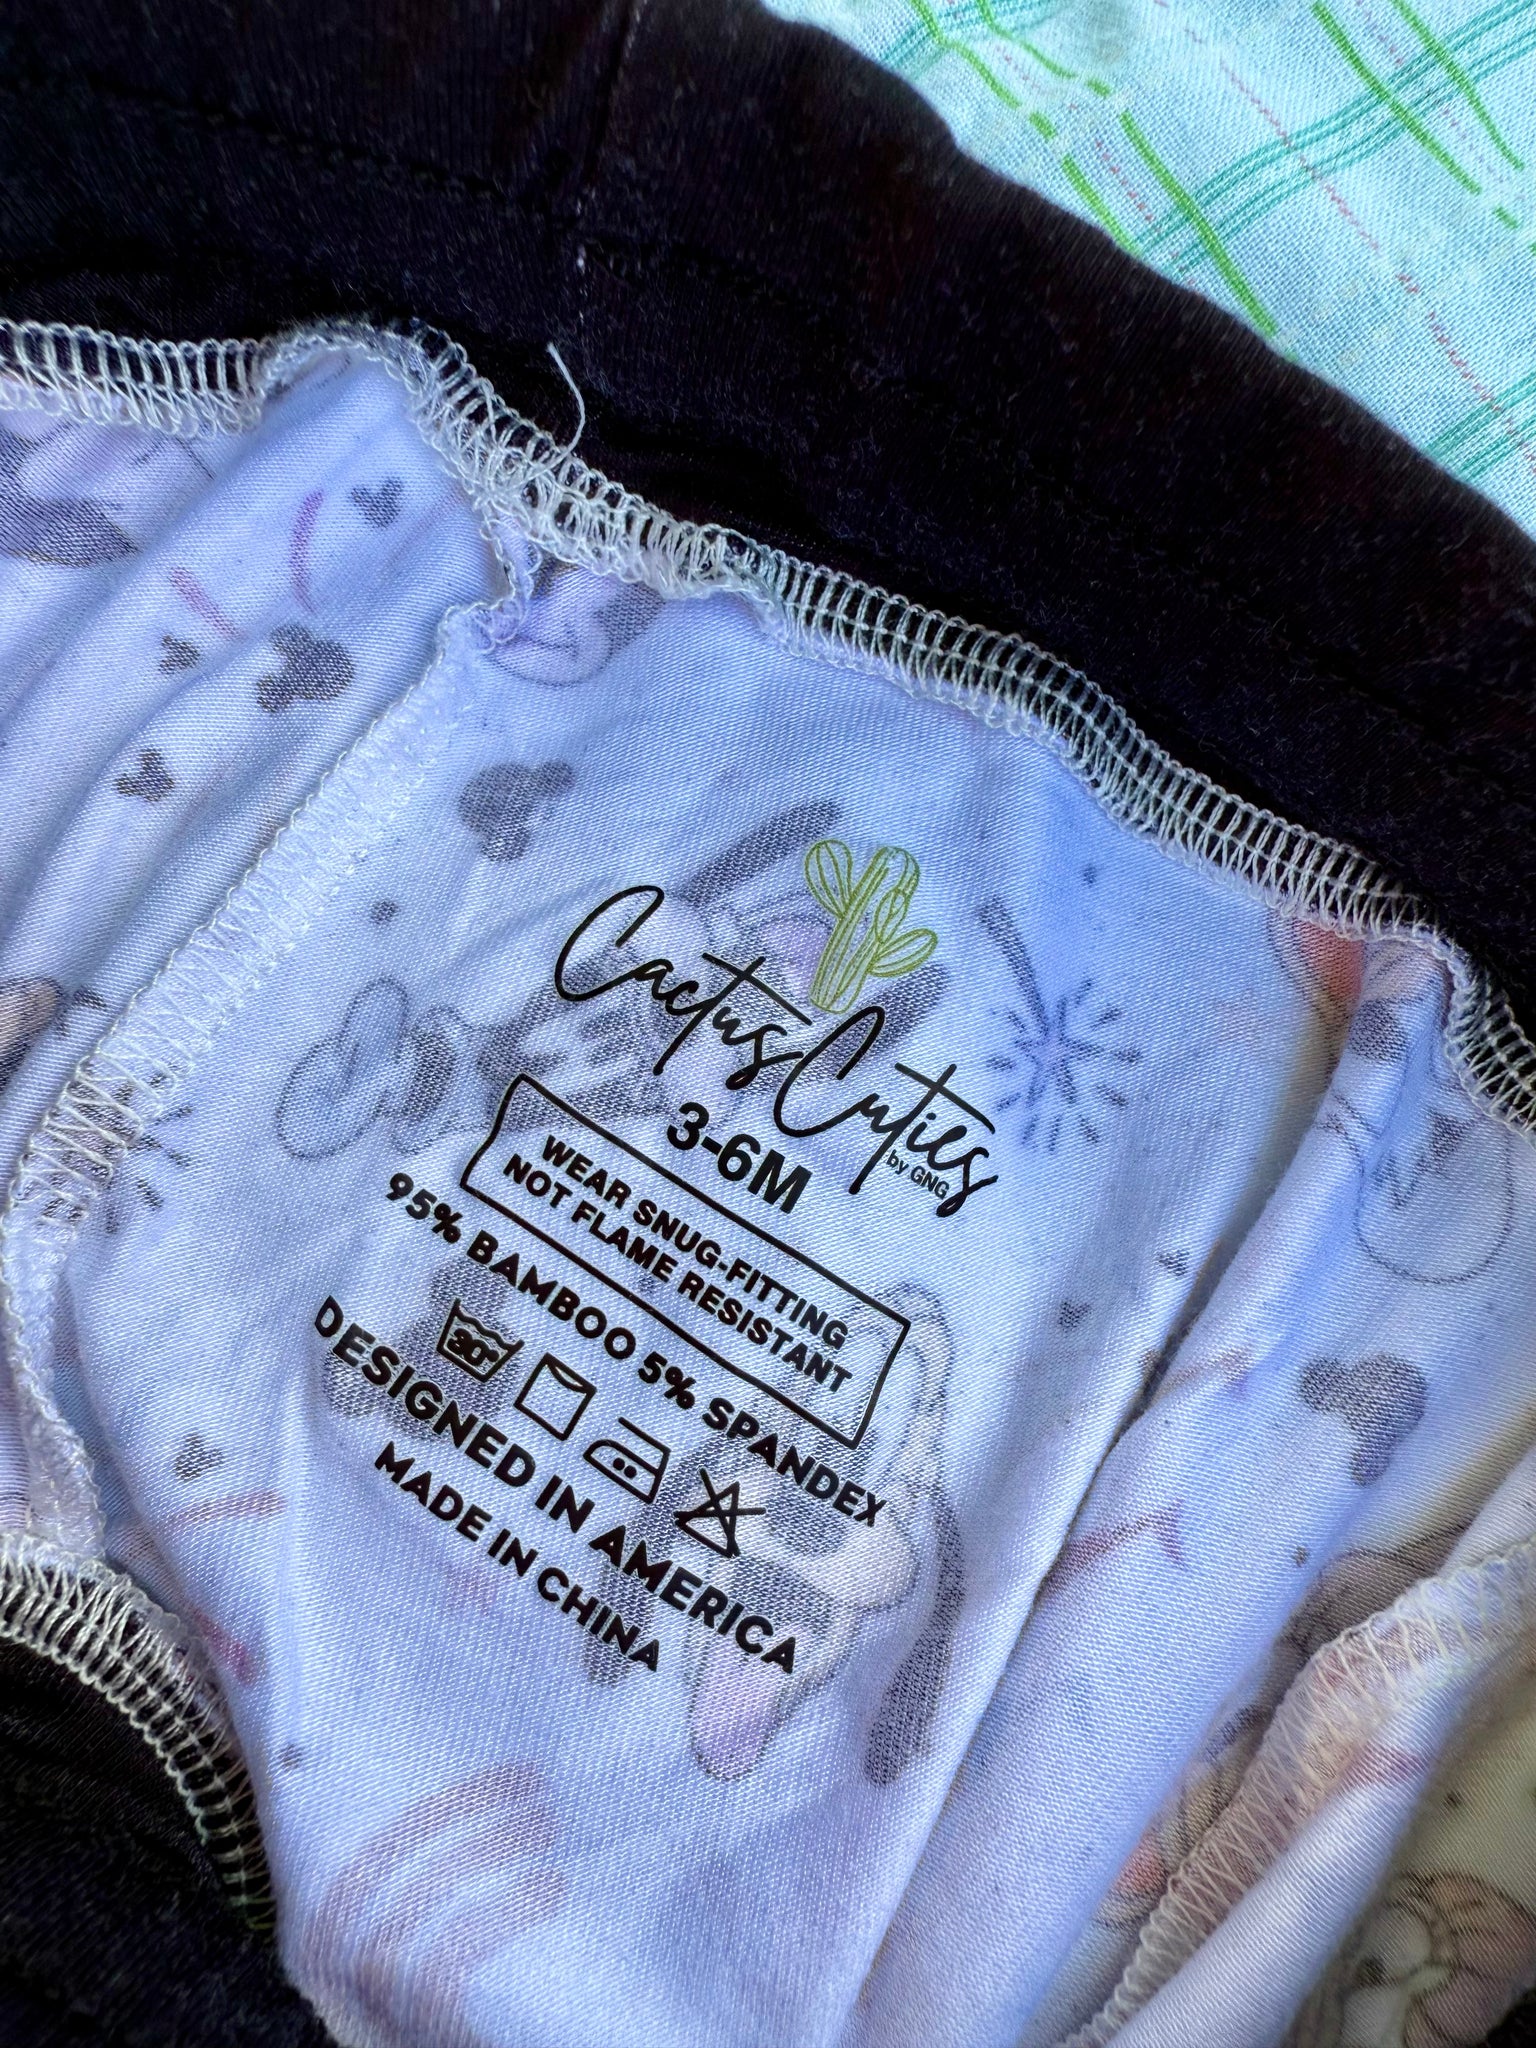 Cactus Cuties
by GNG
3-6M
WEAR SNUG-FITTING
NOT FLAME RESISTANT
95% BAMBOO 5% SPANDEX
30°
DESIGNED IN AMERICA
MADE IN CHINA